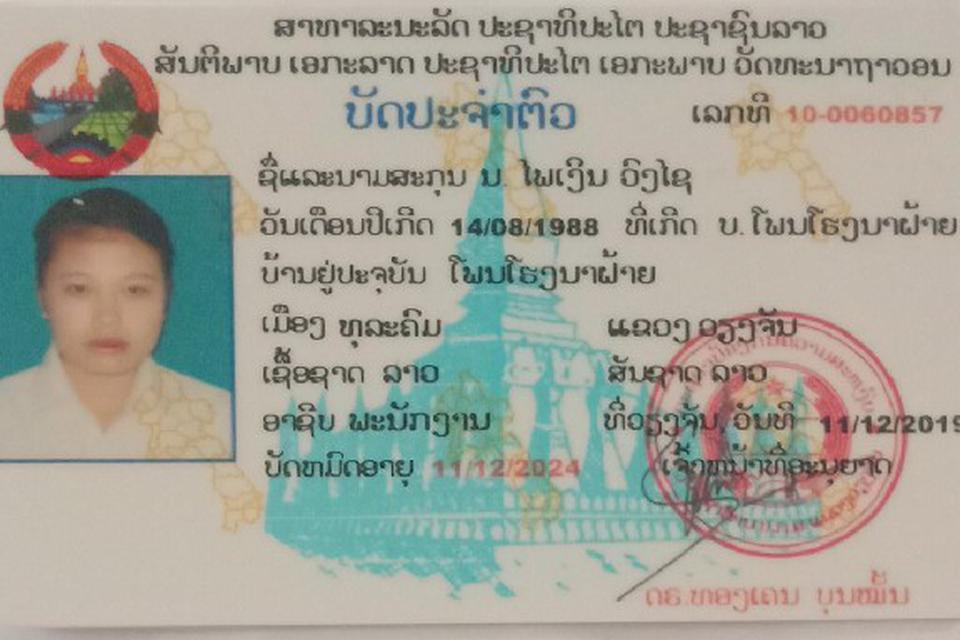 ສາທາລະນະລັດ ປະຊາທິປະໄຕ ປະຊາຊົນລາວ
ສັນຕິພາບ ເອກະລາດ ປະຊາທິປະໄຕ ເອກະພາບ ວັດທະນາຖາວອນ
ບັດປະຈຳຕົວ ເລກທີ 10-0060857
ຊື່ແລະນາມສະກຸນ ນ. ໄພເງິນ ວົງໄຊ
ວັນເດືອນປີເກີດ 14/08/1988 ທີ່ເກີດ ບ. ໂພນໂຮງນາຝ້າຍ
ບ້ານຢູ່ປະຈຸບັນ ໂພນໂຮງນາຝ້າຍ
ເມືອງ ທຸລະຄົມ ແຂວງ ວຽງຈັນ
ເຊື້ອຊາດ ລາວ ສັນຊາດ ລາວ
ອາຊີບ ພະນັກງານ ທີ່ວຽງຈັນ, ວັນທີ 11/12/2019
ບັດຫມົດອາຍຸ 11/12/2024 ເຈົ້າຫນ້າທີ່ອະນຸຍາດ
ດຣ.ທອງເດນ ບຸນໝັ້ນ